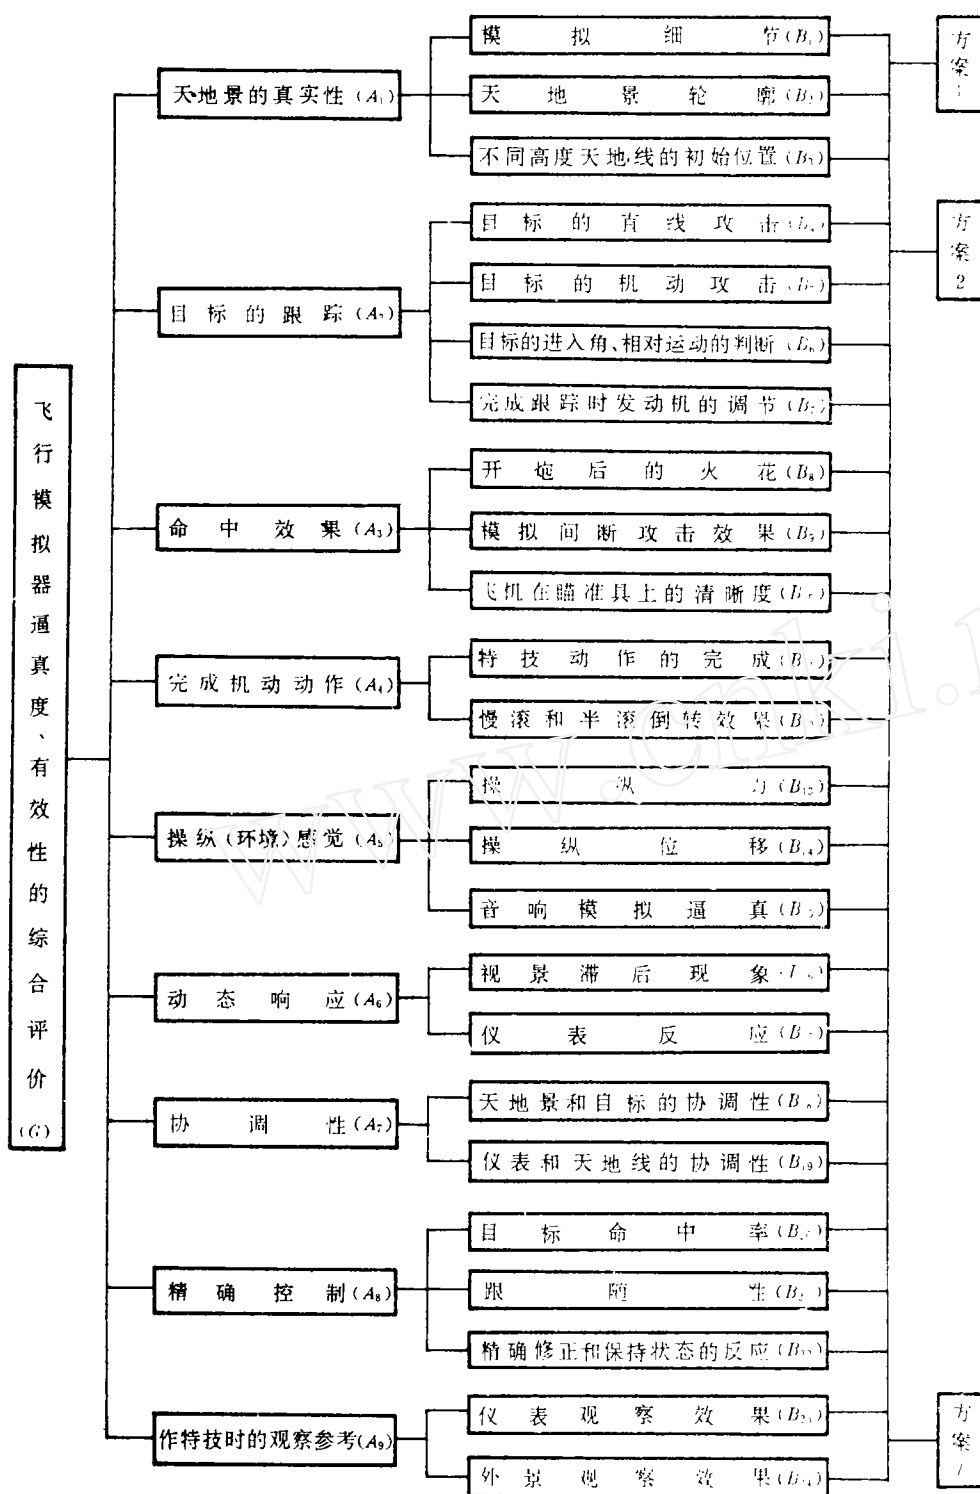 飞行模拟器逼真度、有效性的综合评价(G)
天地景的真实性(A₁)
模拟细节(B₁)
天地景轮廓(B₂)
不同高度天地线的初始位置(B₃)
目标的跟踪(A₂)
目标的直线攻击
目标的机动攻击
目标的进入角、相对运动的判断(B₆)
完成跟踪时发动机的调节(B₇)
命中效果(A₃)
开炮后的火花(B₈)
模拟间断攻击效果(B₉)
飞机在瞄准具上的清晰度
完成机动动作(A₄)
特技动作的完成
慢滚和半滚倒转效果
操纵(环境)感觉(A₅)
操纵力(B₁₃)
操纵位移(B₁₄)
音响模拟逼真
动态响应(A₆)
视景滞后现象
仪表反应
协调性(A₇)
天地景和目标的协调性
仪表和天地线的协调性(B₁₉)
精确控制(A₈)
目标命中率
跟随性
精确修正和保持状态的反应
作特技时的观察参考(A₉)
仪表观察效果
外景观察效果
方案1
方案2
方案
www.cnki.n